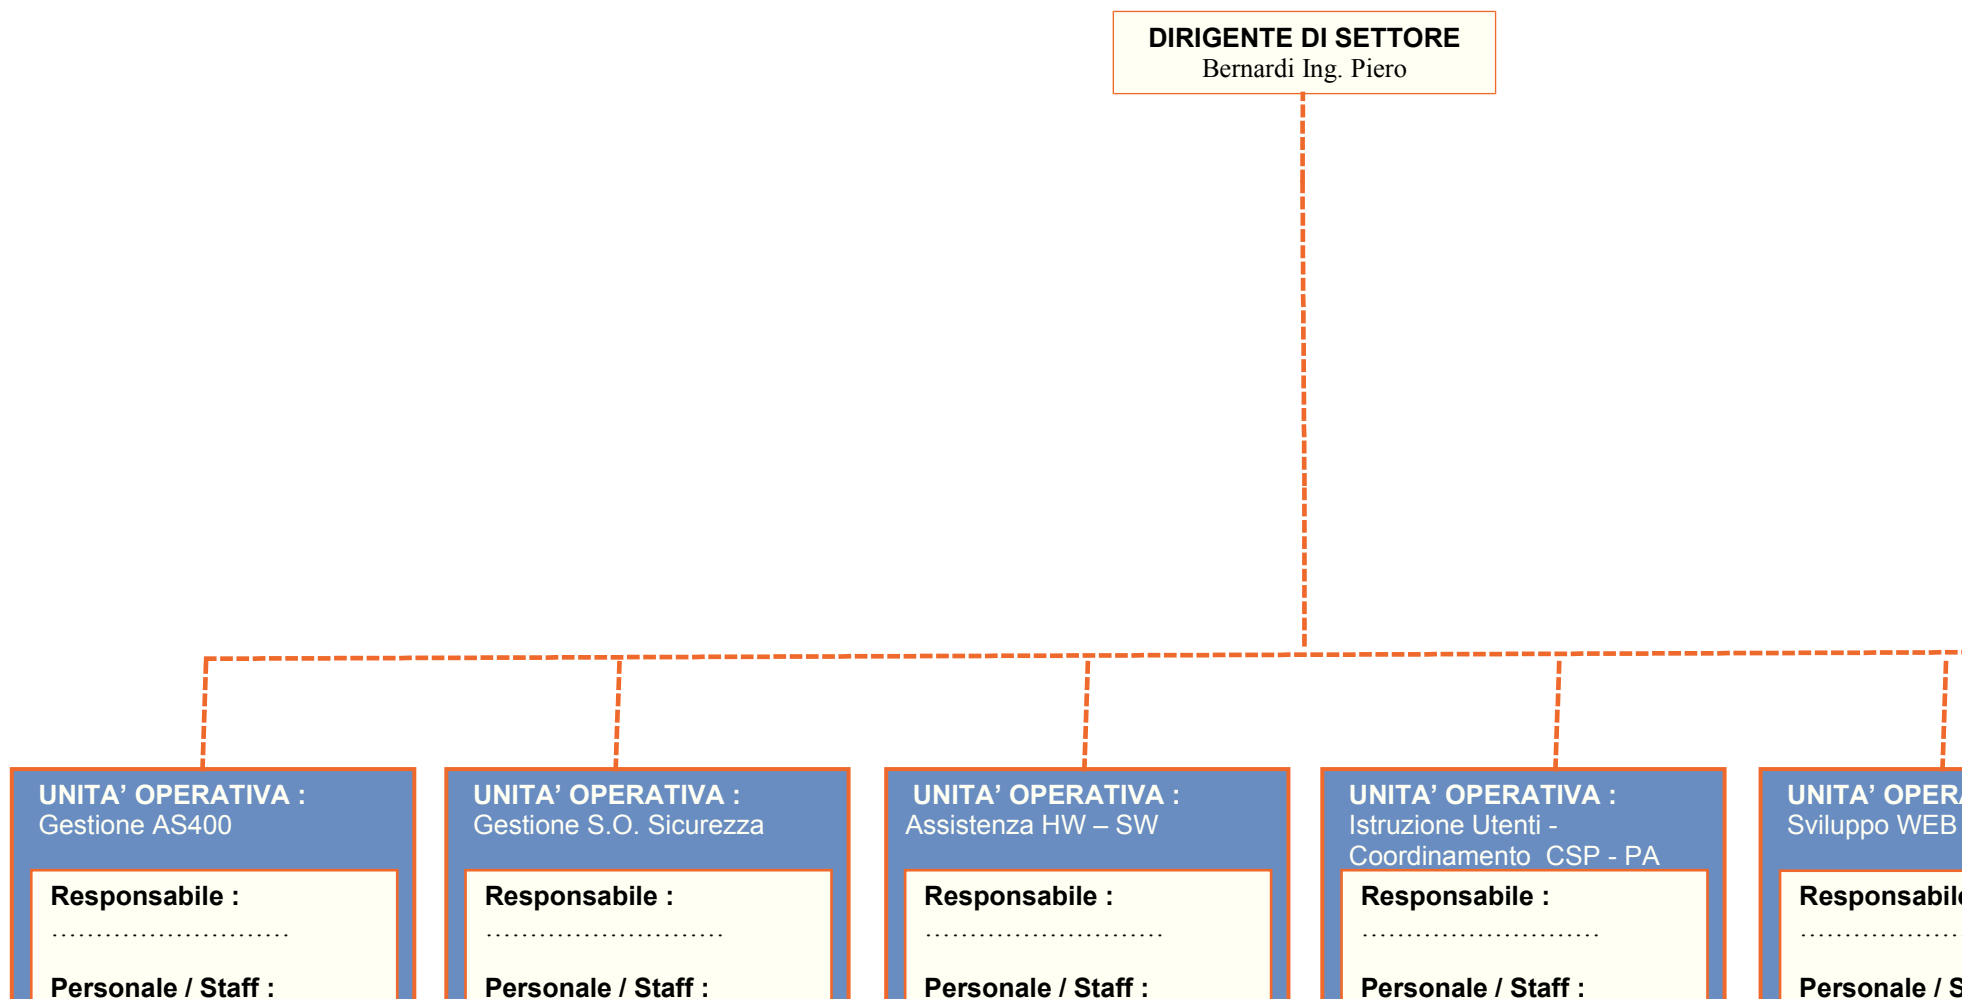 DIRIGENTE DI SETTORE
Bernardi Ing. Piero
UNITA’ OPERATIVA :
Gestione AS400
Responsabile :
………………………
Personale / Staff :
UNITA’ OPERATIVA :
Gestione S.O. Sicurezza
Responsabile :
………………………
Personale / Staff :
UNITA’ OPERATIVA :
Assistenza HW – SW
Responsabile :
………………………
Personale / Staff :
UNITA’ OPERATIVA :
Istruzione Utenti -
Coordinamento CSP - PA
Responsabile :
………………………
Personale / Staff :
UNITA’
Sviluppo WEB
………………
Personale /